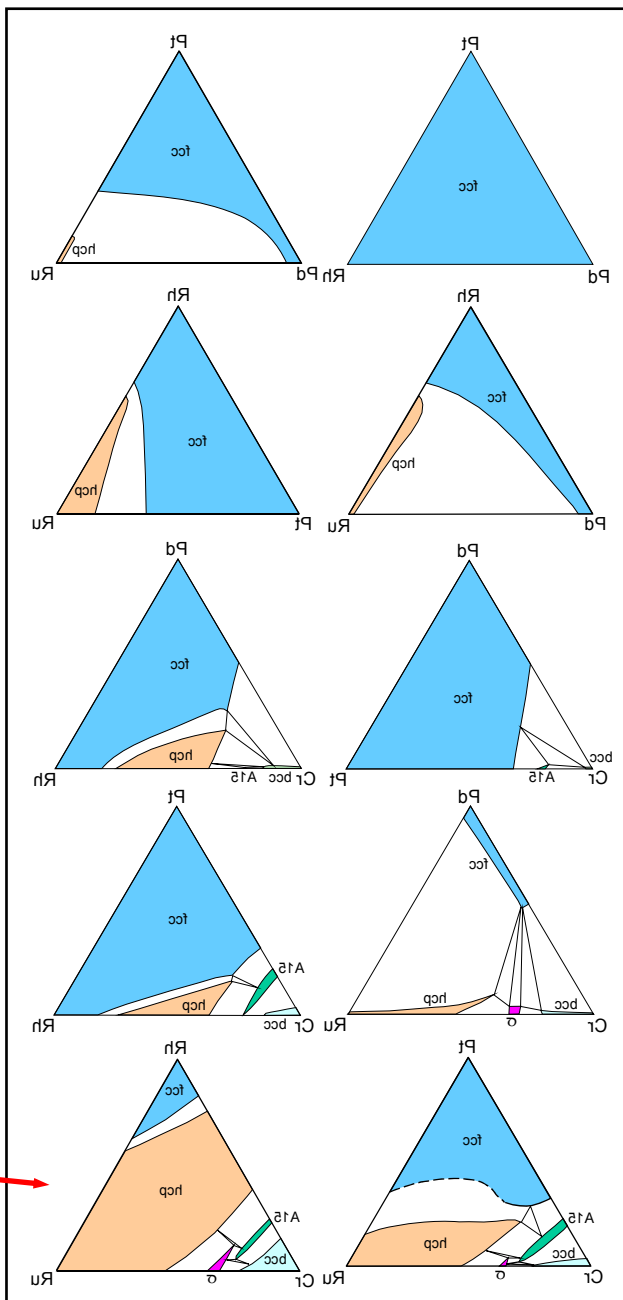 Pt
fcc
hcp
Ru Pd
Pt
fcc
Rh Pd
Rh
fcc
hcp
Ru Pt
Rh
fcc
hcp
Ru Pd
Pd
fcc
hcp
A15 bcc
Rh Cr
Pd
fcc
bcc
A15
Pt Cr
Pt
fcc
A15
hcp
bcc
Rh Cr
Pd
fcc
hcp
bcc
Ru σ Cr
Rh
fcc
hcp
A15
bcc
Ru σ Cr
Pt
fcc
A15
hcp
bcc
Ru σ Cr